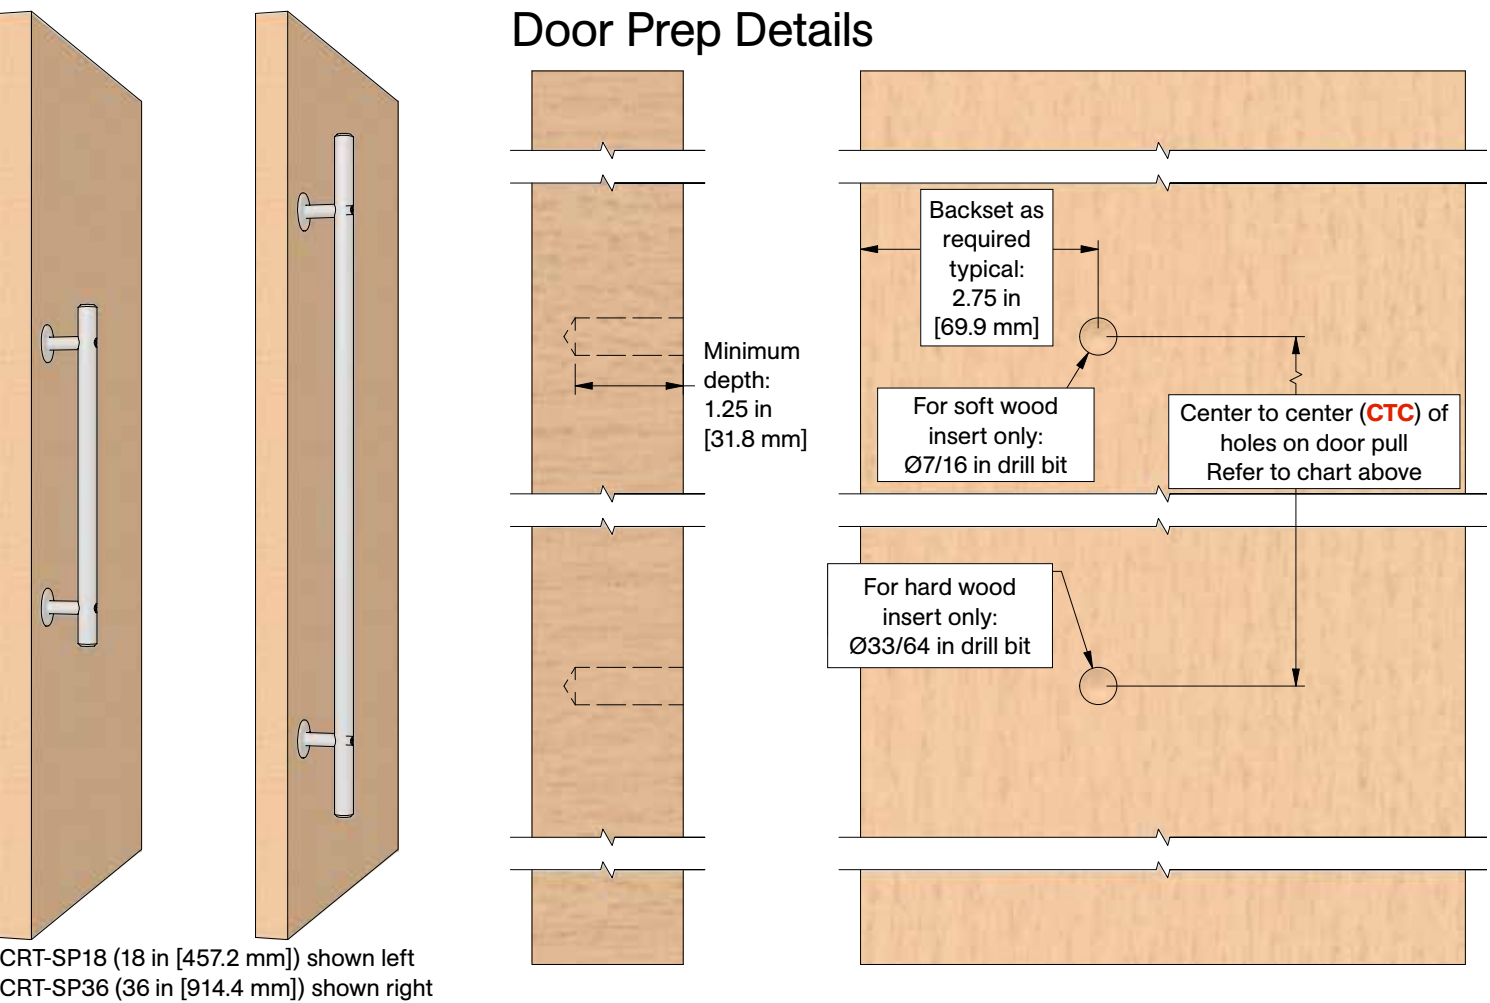 Door Prep Details
Backset as
required
typical:
2.75 in
[69.9 mm]
Minimum
depth:
1.25 in
[31.8 mm]
For soft wood
insert only:
Ø7/16 in drill bit
Center to center (CTC) of
holes on door pull
Refer to chart above
For hard wood
insert only:
Ø33/64 in drill bit
CRT-SP18 (18 in [457.2 mm]) shown left
CRT-SP36 (36 in [914.4 mm]) shown right